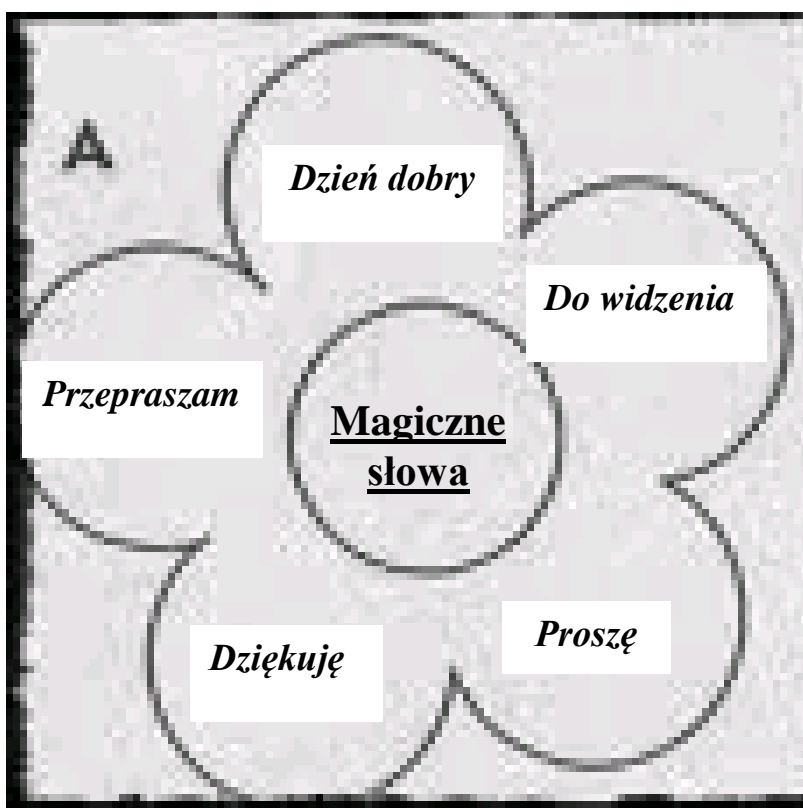 A
Dzień dobry
Do widzenia
Przepraszam
Magiczne
słowa
Proszę
Dziękuję